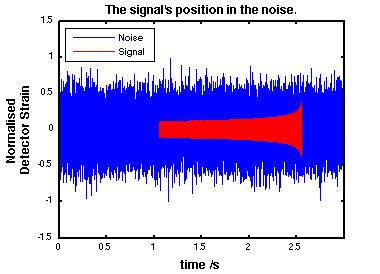 The signal's position in the noise.
Noise
Signal
Normalised
Detector Strain
1.5
1
0.5
0
-0.5
-1
-1.5
0 0.5 1 1.5 2 2.5
time /s